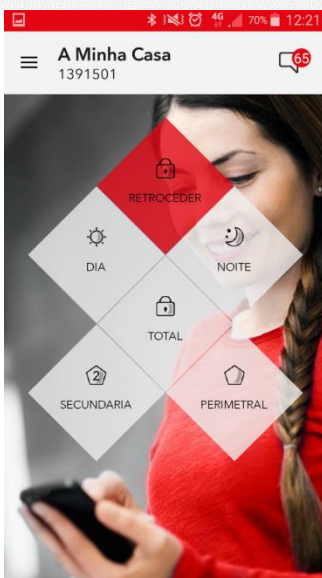 4G 70% 12:21
A Minha Casa
1391501
65
RETROCEDER
DIA
NOITE
TOTAL
2
SECUNDARIA
PERIMETRAL